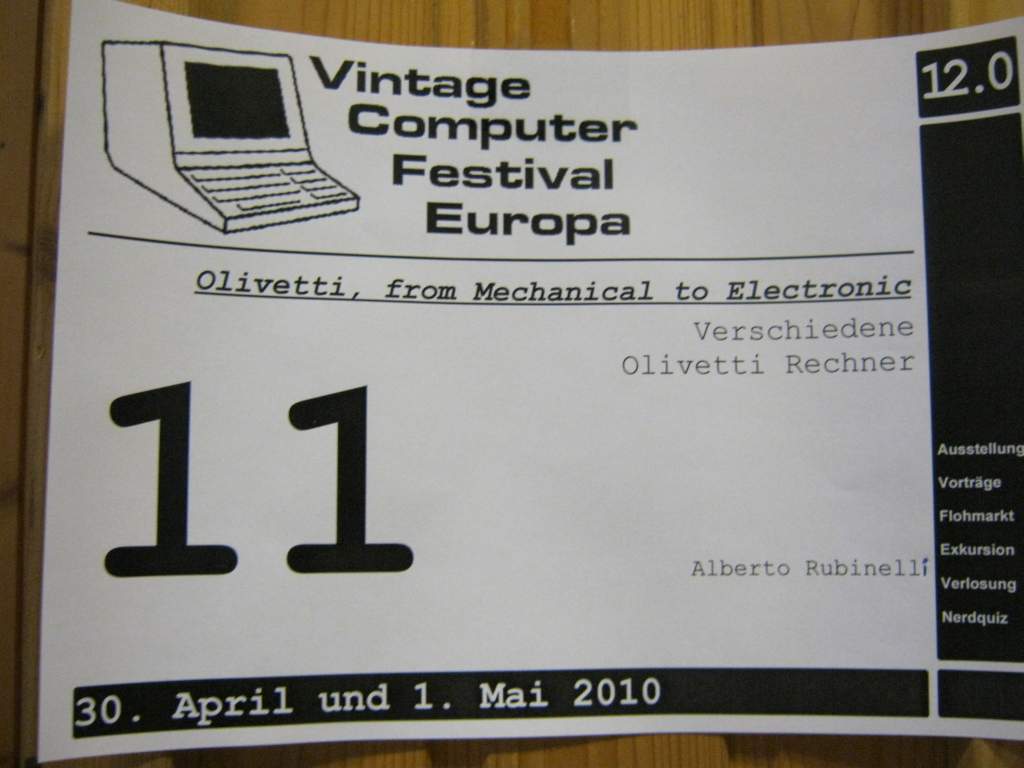 Vintage
Computer
Festival
Europa
12.0
Olivetti, from Mechanical to Electronic
Verschiedene
Olivetti Rechner
11
Alberto Rubinelli
Ausstellung
Vorträge
Flohmarkt
Exkursion
Verlosung
Nerdquiz
30. April und 1. Mai 2010